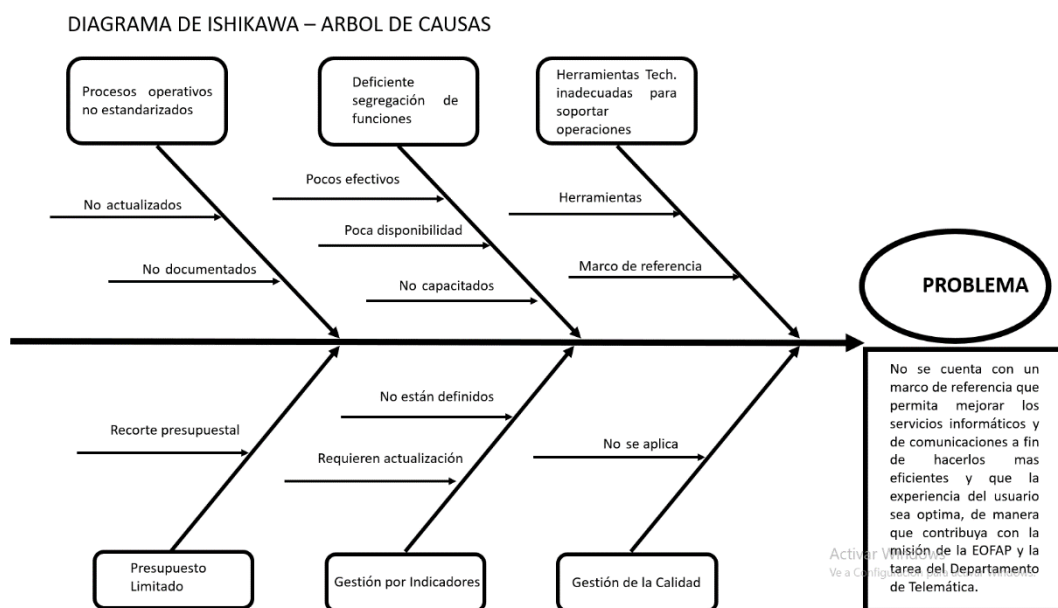 DIAGRAMA DE ISHIKAWA – ARBOL DE CAUSAS
Procesos operativos
no estandarizados
Deficiente
segregación de
funciones
Herramientas Tech.
inadecuadas para
soportar
operaciones
Pocos efectivos
No actualizados
Herramientas
Poca disponibilidad
No documentados
Marco de referencia
No capacitados
PROBLEMA
No se cuenta con un
marco de referencia que
permita mejorar los
servicios informáticos y
de comunicaciones a fin
de hacerlos mas
eficientes y que la
experiencia del usuario
sea optima, de manera
que contribuya con la
misión de la EOFAP y la
tarea del Departamento
de Telemática.
No están definidos
Recorte presupuestal
No se aplica
Requieren actualización
Presupuesto
Limitado
Gestión por Indicadores
Gestión de la Calidad
Activar Windows
Ve a Configuración para activar Windows.